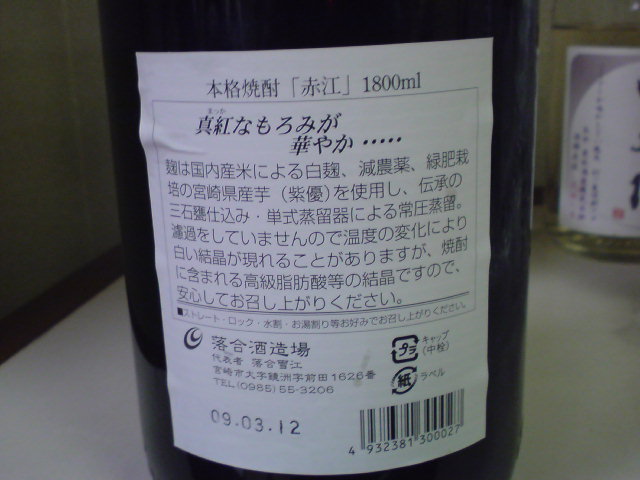 本格焼酎「赤江」1800ml
まっか
真紅なもろみが
華やか・・・・・
麹は国内産米による白麹、減農薬、緑肥栽
培の宮崎県産芋(紫優)を使用し、伝承の
三石甕仕込み・単式蒸留器による常圧蒸留。
濾過をしていませんので温度の変化により
白い結晶が現れることがありますが、焼酎
に含まれる高級脂肪酸等の結晶ですので、
安心してお召し上がりください。
■ストレート・ロック・水割・お湯割り等お好みでお召し上がりください。
落合酒造場
代表者 落合
宮崎市大字鏡洲字前田1626番
TEL(0985)55-3206
プラ キャップ
(中栓)
紙 ラベル
09.03.12
4 932381 300027